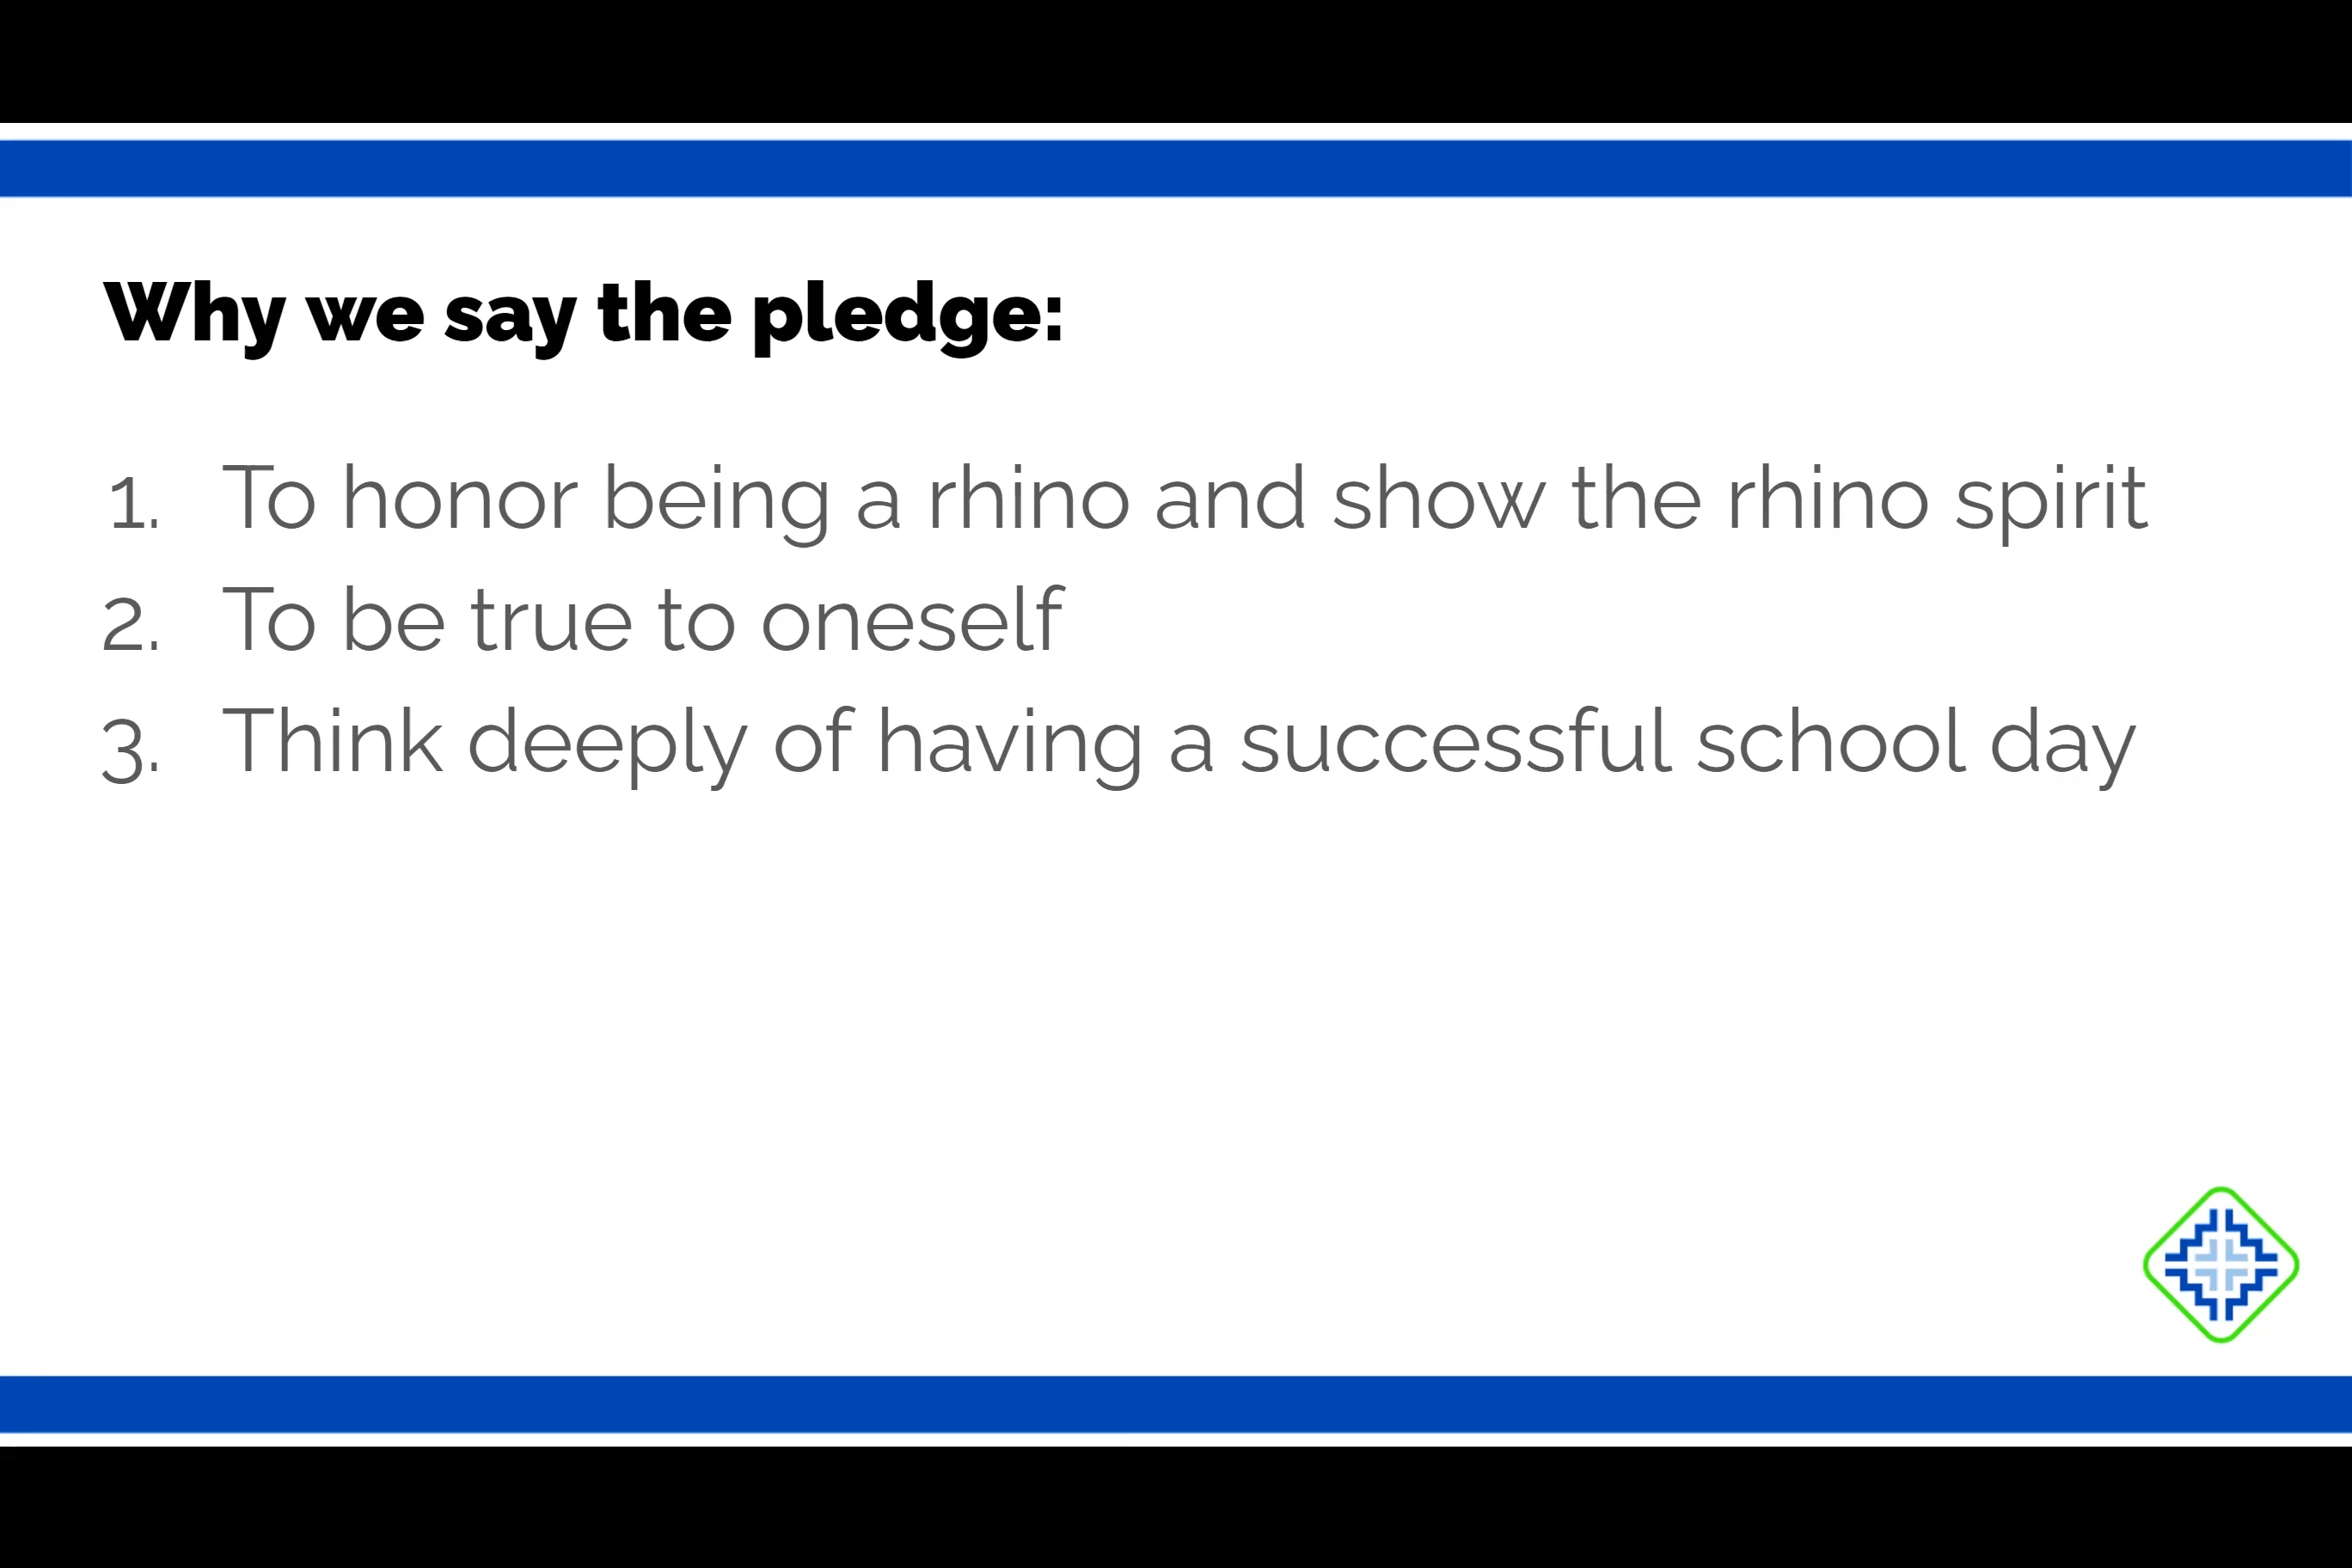 Why we say the pledge:
1. To honor being a rhino and show the rhino spirit
2. To be true to oneself
3. Think deeply of having a successful school day